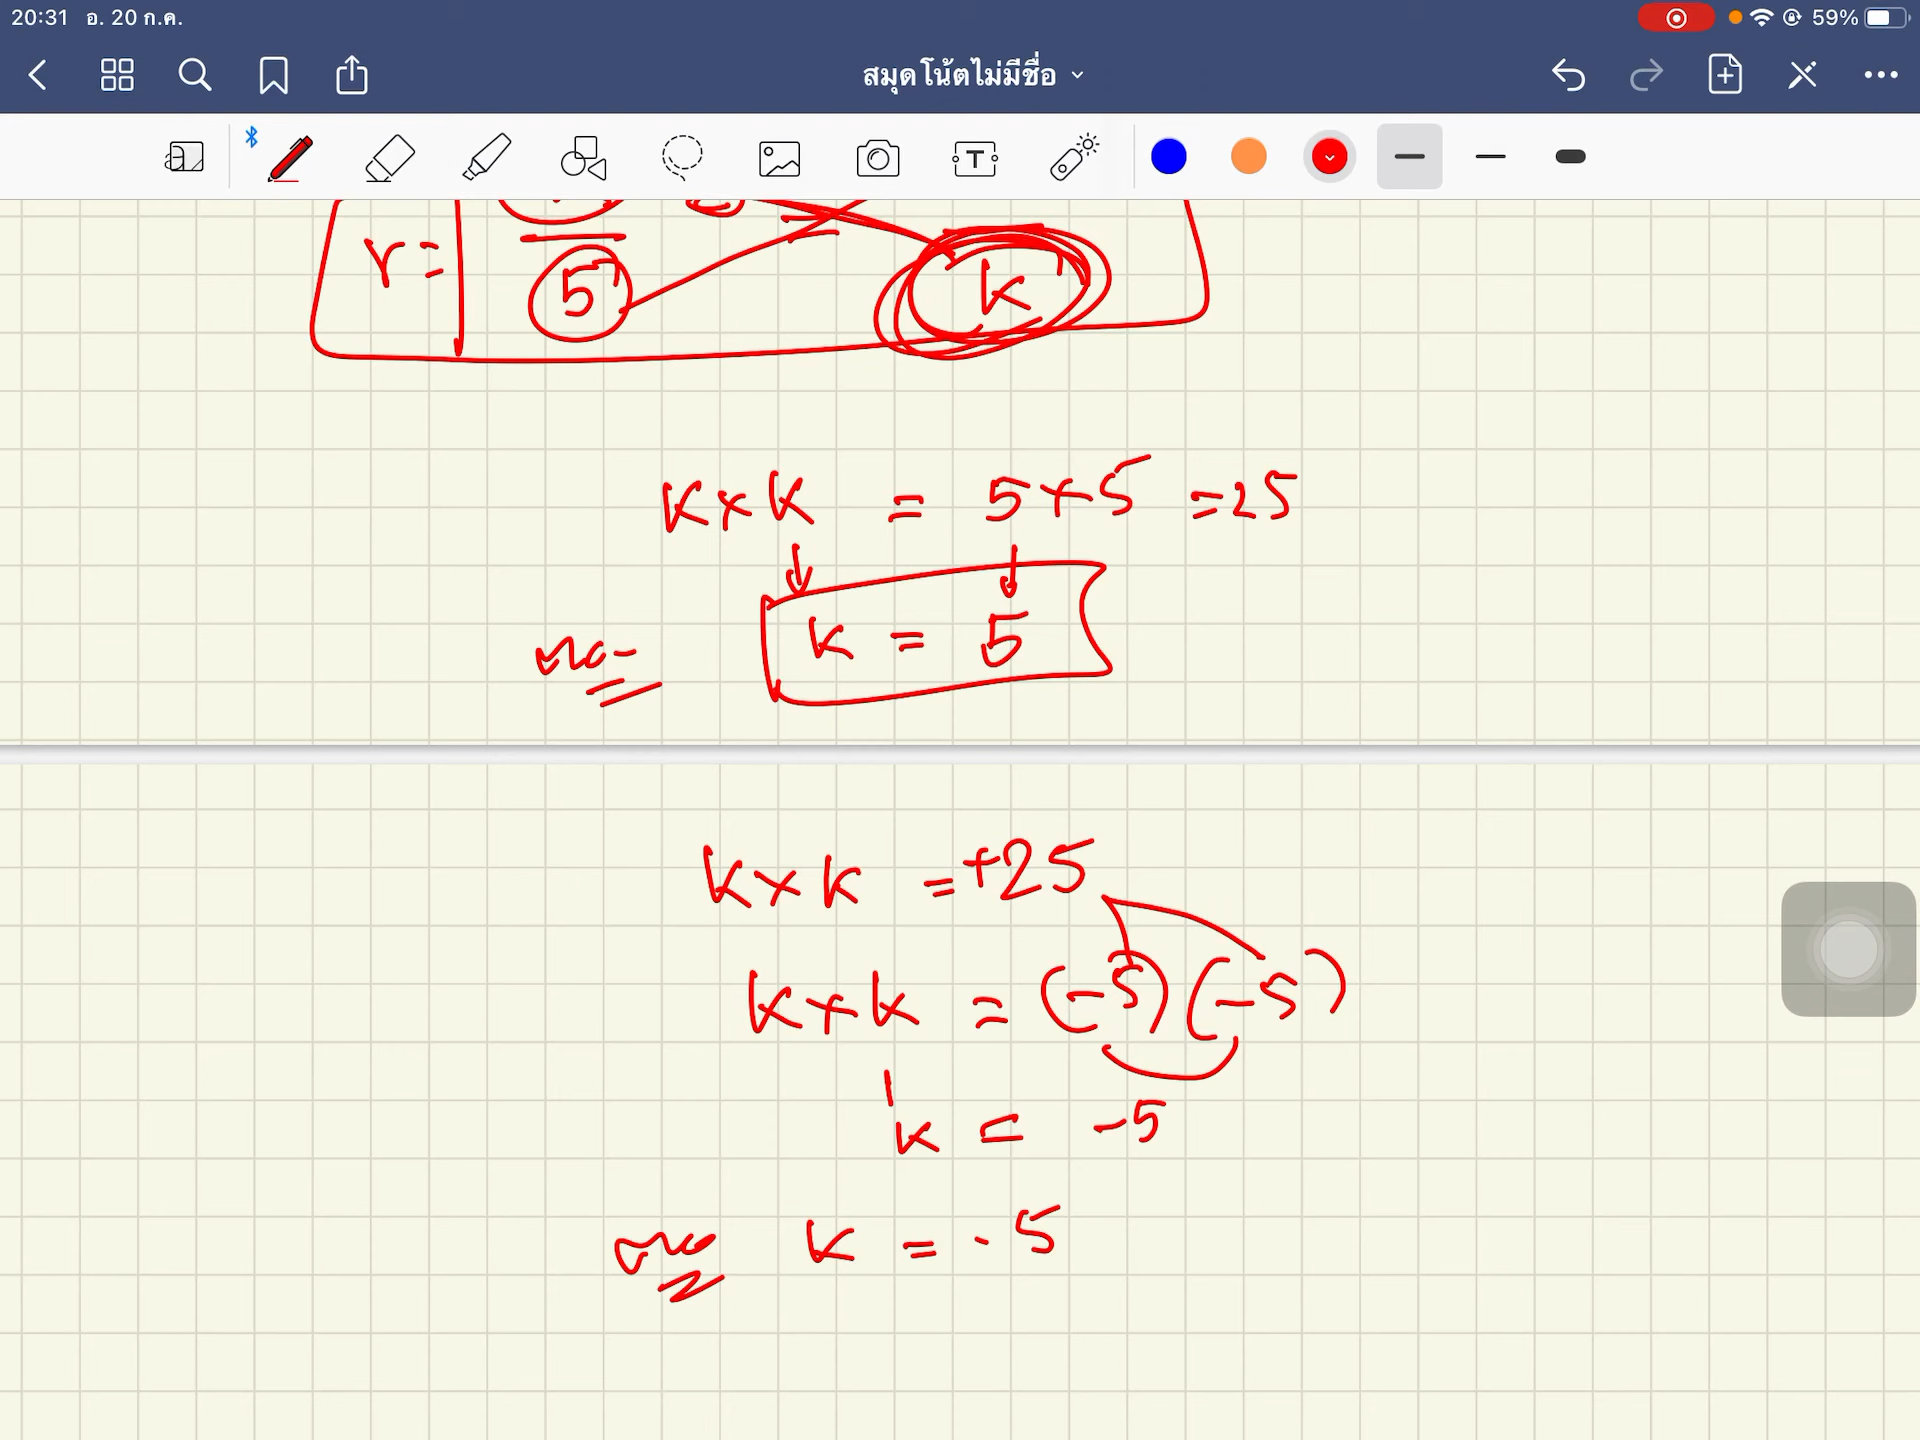 20:31 อ. 20 ก.ค. 59%
สมุดโน้ตไม่มีชื่อ
r =
5
k
K × K = 5 × 5 = 25
k = 5
k × k = +25
k × k = (-5) (-5)
k = -5
k = -5